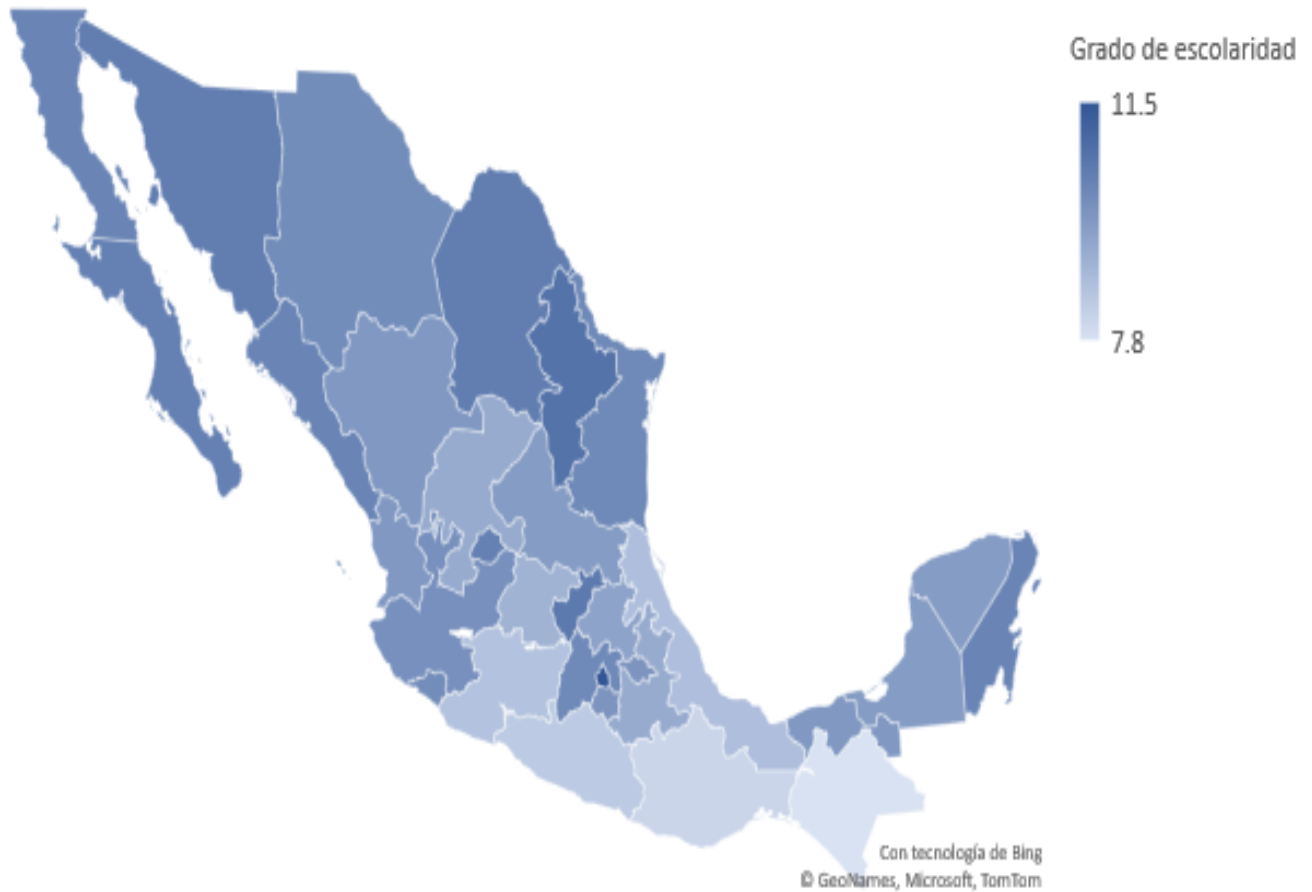 Grado de escolaridad
11.5
7.8
Con tecnología de Bing
© GeoNames, Microsoft, TomTom